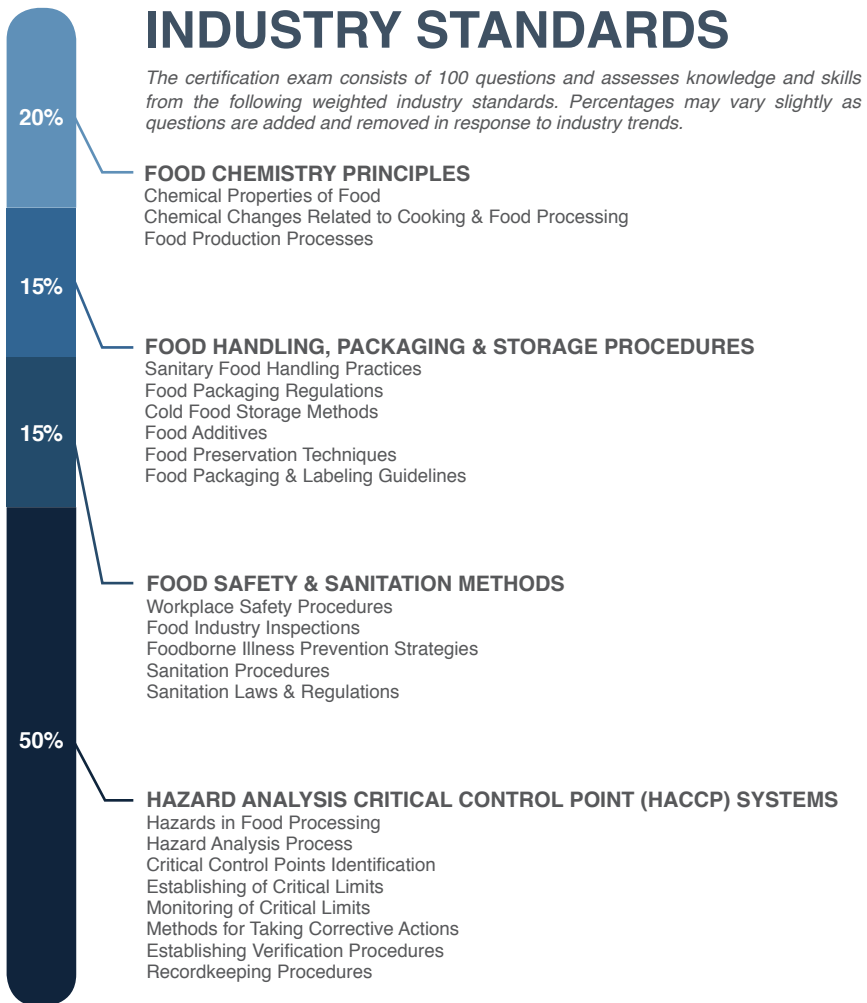 INDUSTRY STANDARDS
The certification exam consists of 100 questions and assesses knowledge and skills
from the following weighted industry standards. Percentages may vary slightly as
questions are added and removed in response to industry trends.
20%
FOOD CHEMISTRY PRINCIPLES
Chemical Properties of Food
Chemical Changes Related to Cooking & Food Processing
Food Production Processes
15%
FOOD HANDLING, PACKAGING & STORAGE PROCEDURES
Sanitary Food Handling Practices
Food Packaging Regulations
Cold Food Storage Methods
Food Additives
Food Preservation Techniques
Food Packaging & Labeling Guidelines
15%
FOOD SAFETY & SANITATION METHODS
Workplace Safety Procedures
Food Industry Inspections
Foodborne Illness Prevention Strategies
Sanitation Procedures
Sanitation Laws & Regulations
50%
HAZARD ANALYSIS CRITICAL CONTROL POINT (HACCP) SYSTEMS
Hazards in Food Processing
Hazard Analysis Process
Critical Control Points Identification
Establishing of Critical Limits
Monitoring of Critical Limits
Methods for Taking Corrective Actions
Establishing Verification Procedures
Recordkeeping Procedures